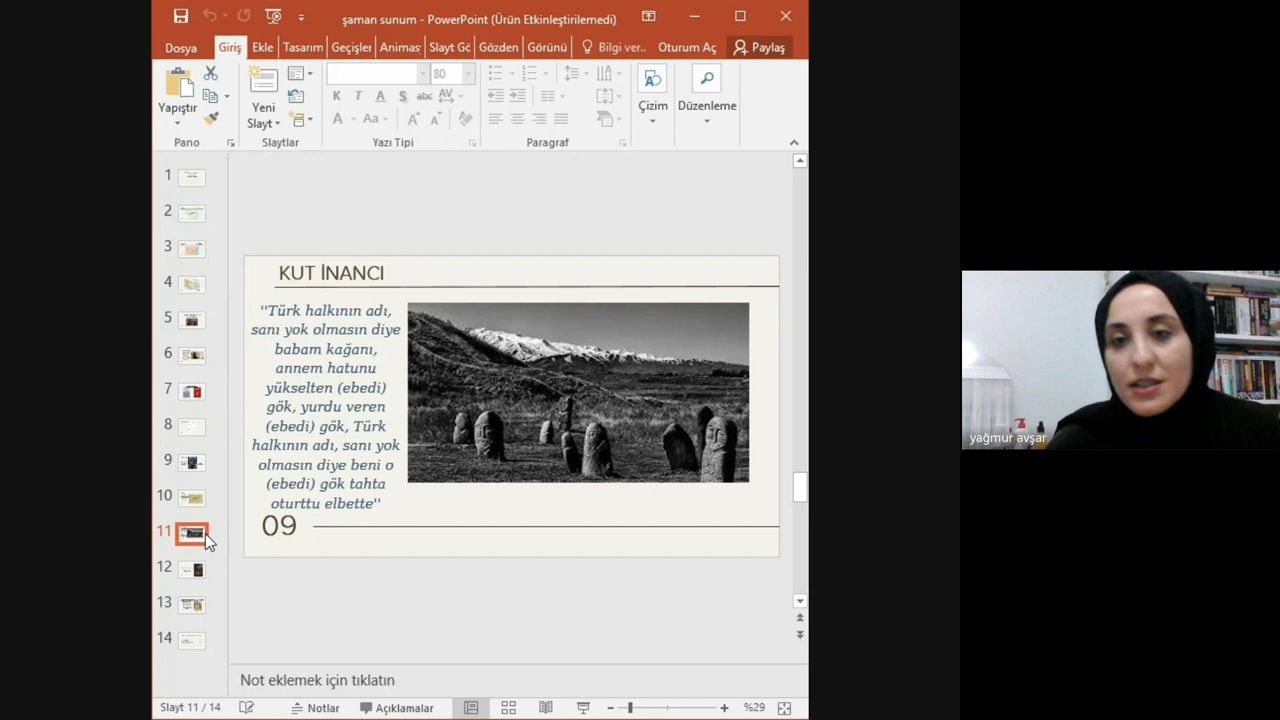 şaman sunum - PowerPoint (Ürün Etkinleştirilemedi)
Dosya Giriş Ekle Tasarım Geçişler Animas Slayt Gö Gözden Görünü Bilgi ver.. Oturum Aç Paylaş
80
K T A S abc AV
Yapıştır Yeni Slayt Çizim Düzenleme
A Aa A A
Pano Slaytlar Yazı Tipi Paragraf
1
2
3
4
5
6
7
8
9
10
11
12
13
14
KUT İNANCI
"Türk halkının adı,
sanı yok olmasın diye
babam kağanı,
annem hatunu
yükselten (ebedi)
gök, yurdu veren
(ebedi) gök, Türk
halkının adı, sanı yok
olmasın diye beni o
(ebedi) gök tahta
oturttu elbette"
09
Not eklemek için tıklatın
Slayt 11 / 14 Notlar Açıklamalar %29
yağmur avşar